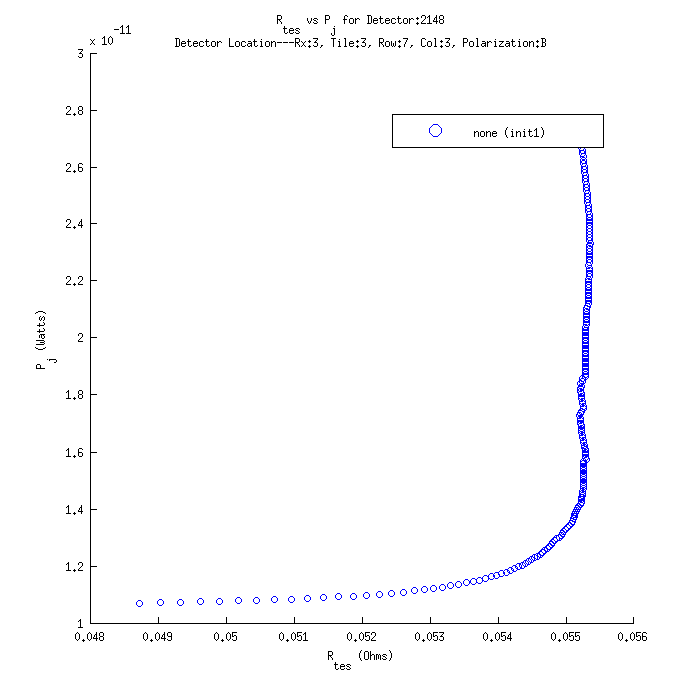 R_tes vs P_j for Detector:2148
Detector Location---Rx:3, Tile:3, Row:7, Col:3, Polarization:B
x 10^-11
3
2.8
2.6
2.4
2.2
2
1.8
1.6
1.4
1.2
1
P_j (Watts)
none (init1)
0.048 0.049 0.05 0.051 0.052 0.053 0.054 0.055 0.056
R_tes (Ohms)